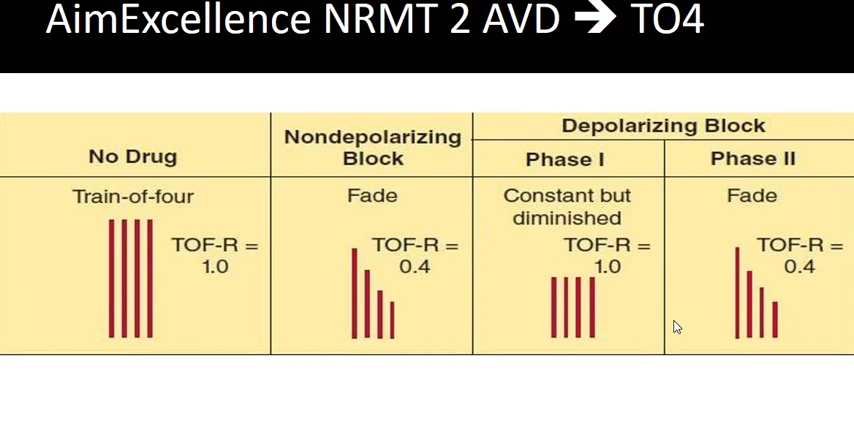 AimExcellence NRMT 2 AVD ➔ TO4
No Drug
Nondepolarizing
Block
Depolarizing Block
Phase I
Phase II
Train-of-four
TOF-R =
1.0
Fade
TOF-R =
0.4
Constant but
diminished
TOF-R =
1.0
Fade
TOF-R =
0.4